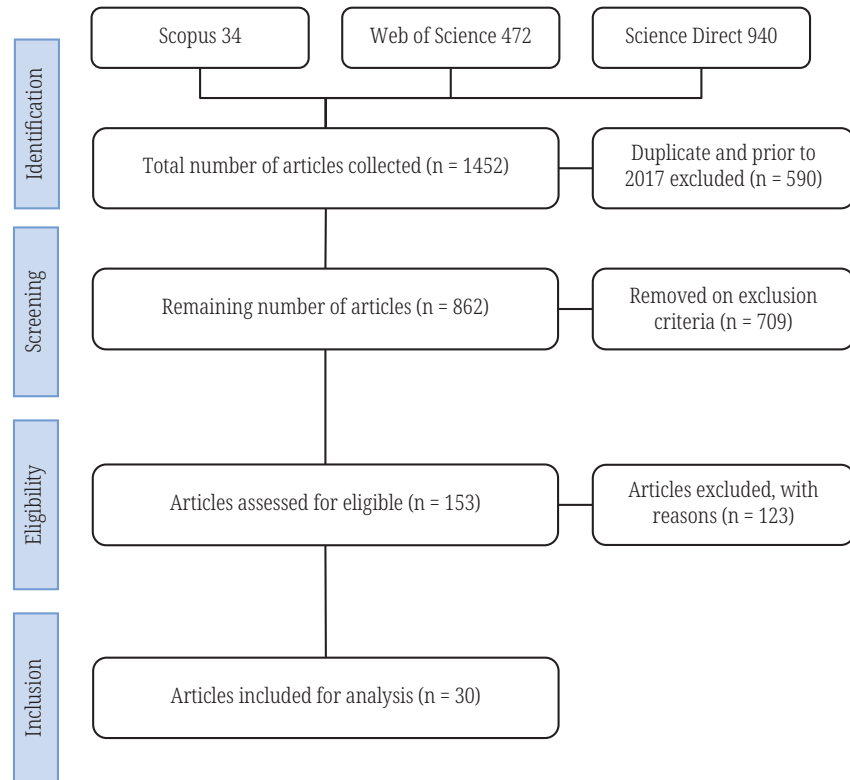 Scopus 34
Web of Science 472
Science Direct 940
Identification
Total number of articles collected (n = 1452)
Duplicate and prior to
2017 excluded (n = 590)
Screening
Remaining number of articles (n = 862)
Removed on exclusion
criteria (n = 709)
Eligibility
Articles assessed for eligible (n = 153)
Articles excluded, with
reasons (n = 123)
Inclusion
Articles included for analysis (n = 30)